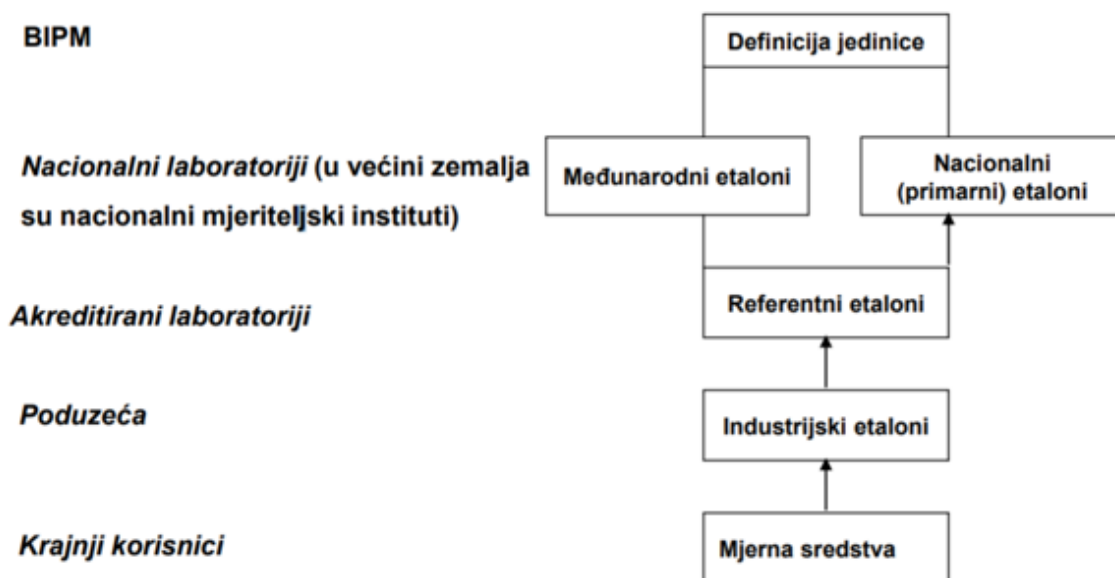 BIPM
Definicija jedinice
Nacionalni laboratoriji (u većini zemalja
su nacionalni mjeriteljski instituti)
Međunarodni etaloni
Nacionalni
(primarni) etaloni
Akreditirani laboratoriji
Referentni etaloni
Poduzeća
Industrijski etaloni
Krajnji korisnici
Mjerna sredstva